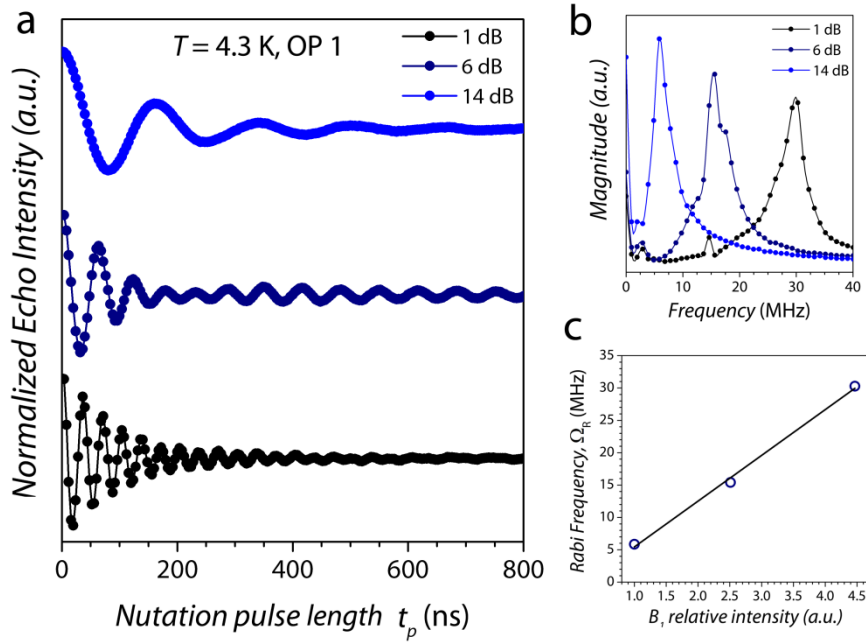 a
T = 4.3 K, OP 1
1 dB
6 dB
14 dB
Normalized Echo Intensity (a.u.)
0 200 400 600 800
Nutation pulse length tp (ns)
b
1 dB
6 dB
14 dB
Magnitude (a.u.)
0 10 20 30 40
Frequency (MHz)
c
35
30
25
20
15
10
5
0
Rabi Frequency, ΩR (MHz)
1.0 1.5 2.0 2.5 3.0 3.5 4.0 4.5
B1 relative intensity (a.u.)